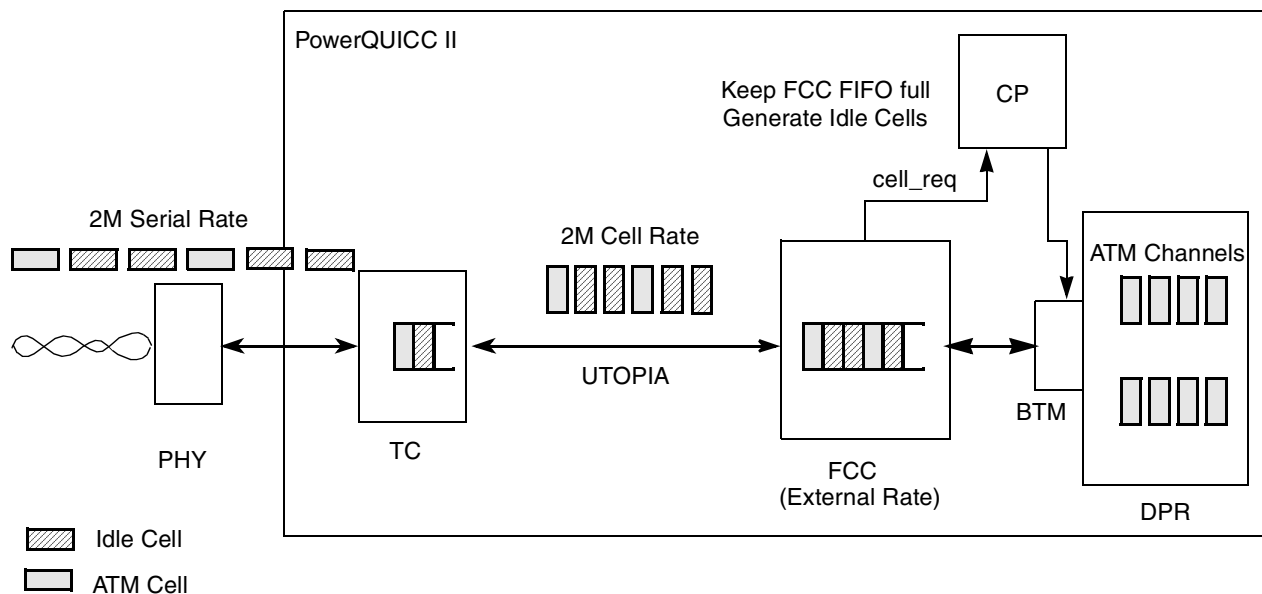 PowerQUICC II
Keep FCC FIFO full
Generate Idle Cells
CP
cell_req
2M Serial Rate
2M Cell Rate
ATM Channels
UTOPIA
BTM
PHY
TC
FCC
(External Rate)
DPR
Idle Cell
ATM Cell